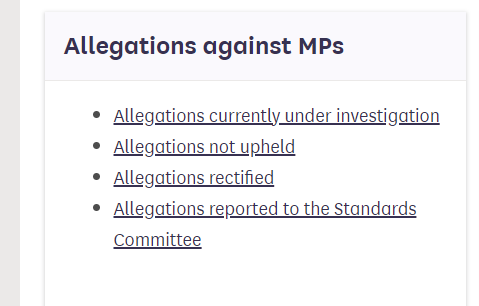 Allegations against MPs
Allegations currently under investigation
Allegations not upheld
Allegations rectified
Allegations reported to the Standards
Committee